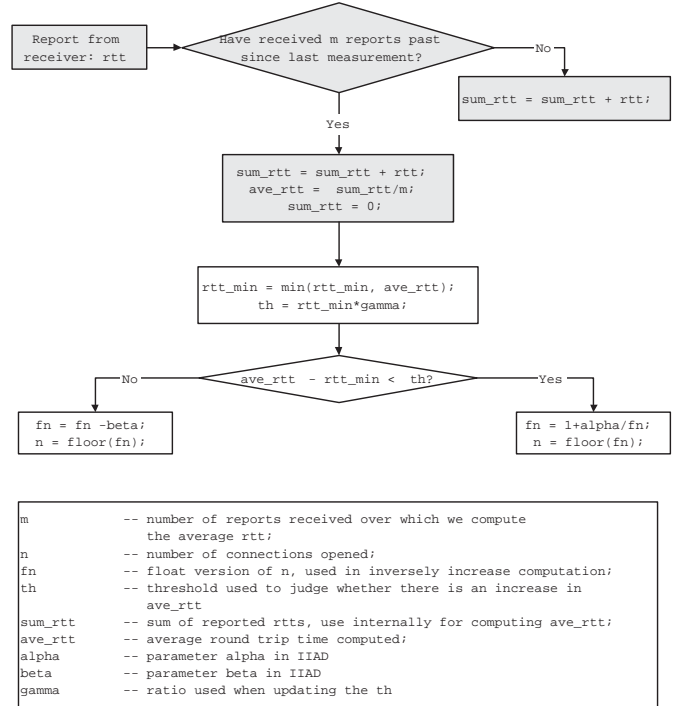 Report from
receiver: rtt
Have received m reports past
since last measurement?
No
sum_rtt = sum_rtt + rtt;
Yes
sum_rtt = sum_rtt + rtt;
ave_rtt = sum_rtt/m;
sum_rtt = 0;
rtt_min = min(rtt_min, ave_rtt);
th = rtt_min*gamma;
No
ave_rtt - rtt_min < th?
Yes
fn = fn -beta;
n = floor(fn);
fn = 1+alpha/fn;
n = floor(fn);
m -- number of reports received over which we compute
the average rtt;
n -- number of connections opened;
fn -- float version of n, used in inversely increase computation;
th -- threshold used to judge whether there is an increase in
ave_rtt
sum_rtt -- sum of reported rtts, use internally for computing ave_rtt;
ave_rtt -- average round trip time computed;
alpha -- parameter alpha in IIAD
beta -- parameter beta in IIAD
gamma -- ratio used when updating the th